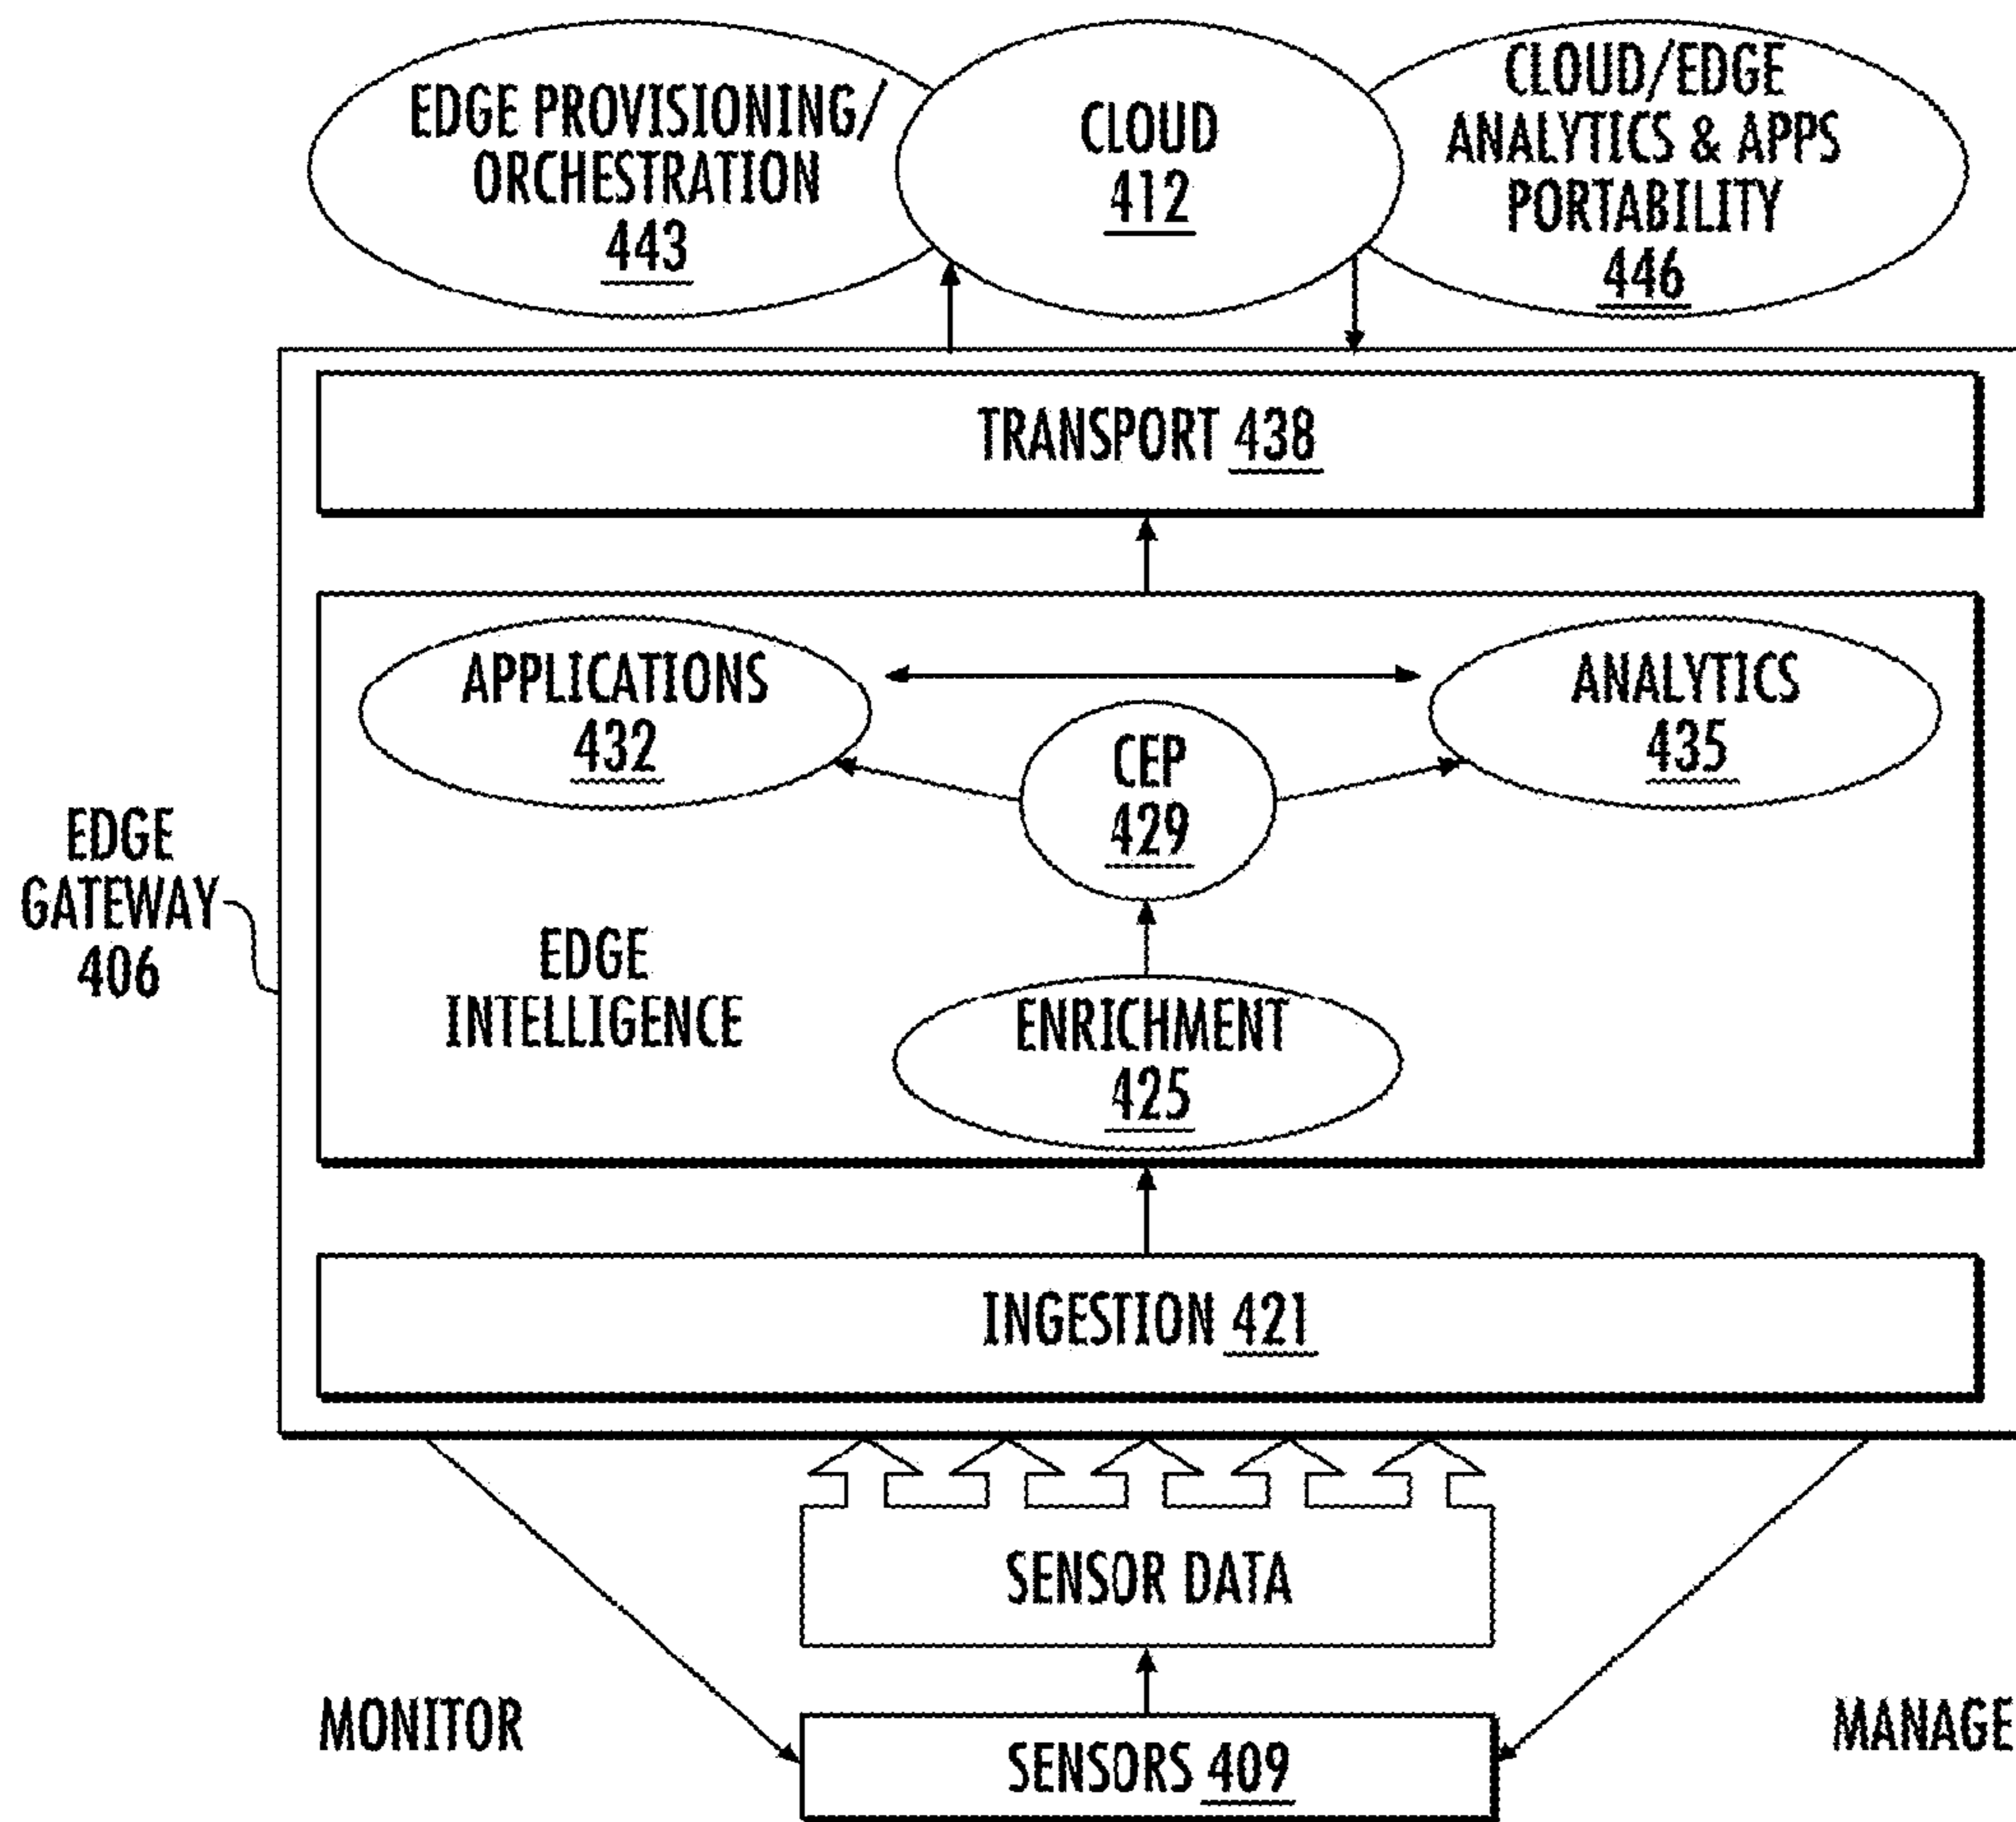 EDGE PROVISIONING/
ORCHESTRATION
443
CLOUD
412
CLOUD/EDGE
ANALYTICS & APPS
PORTABILITY
446
TRANSPORT 438
APPLICATIONS
432
ANALYTICS
435
CEP
429
EDGE
GATEWAY
406
EDGE
INTELLIGENCE
ENRICHMENT
425
INGESTION 421
SENSOR DATA
MONITOR
MANAGE
SENSORS 409